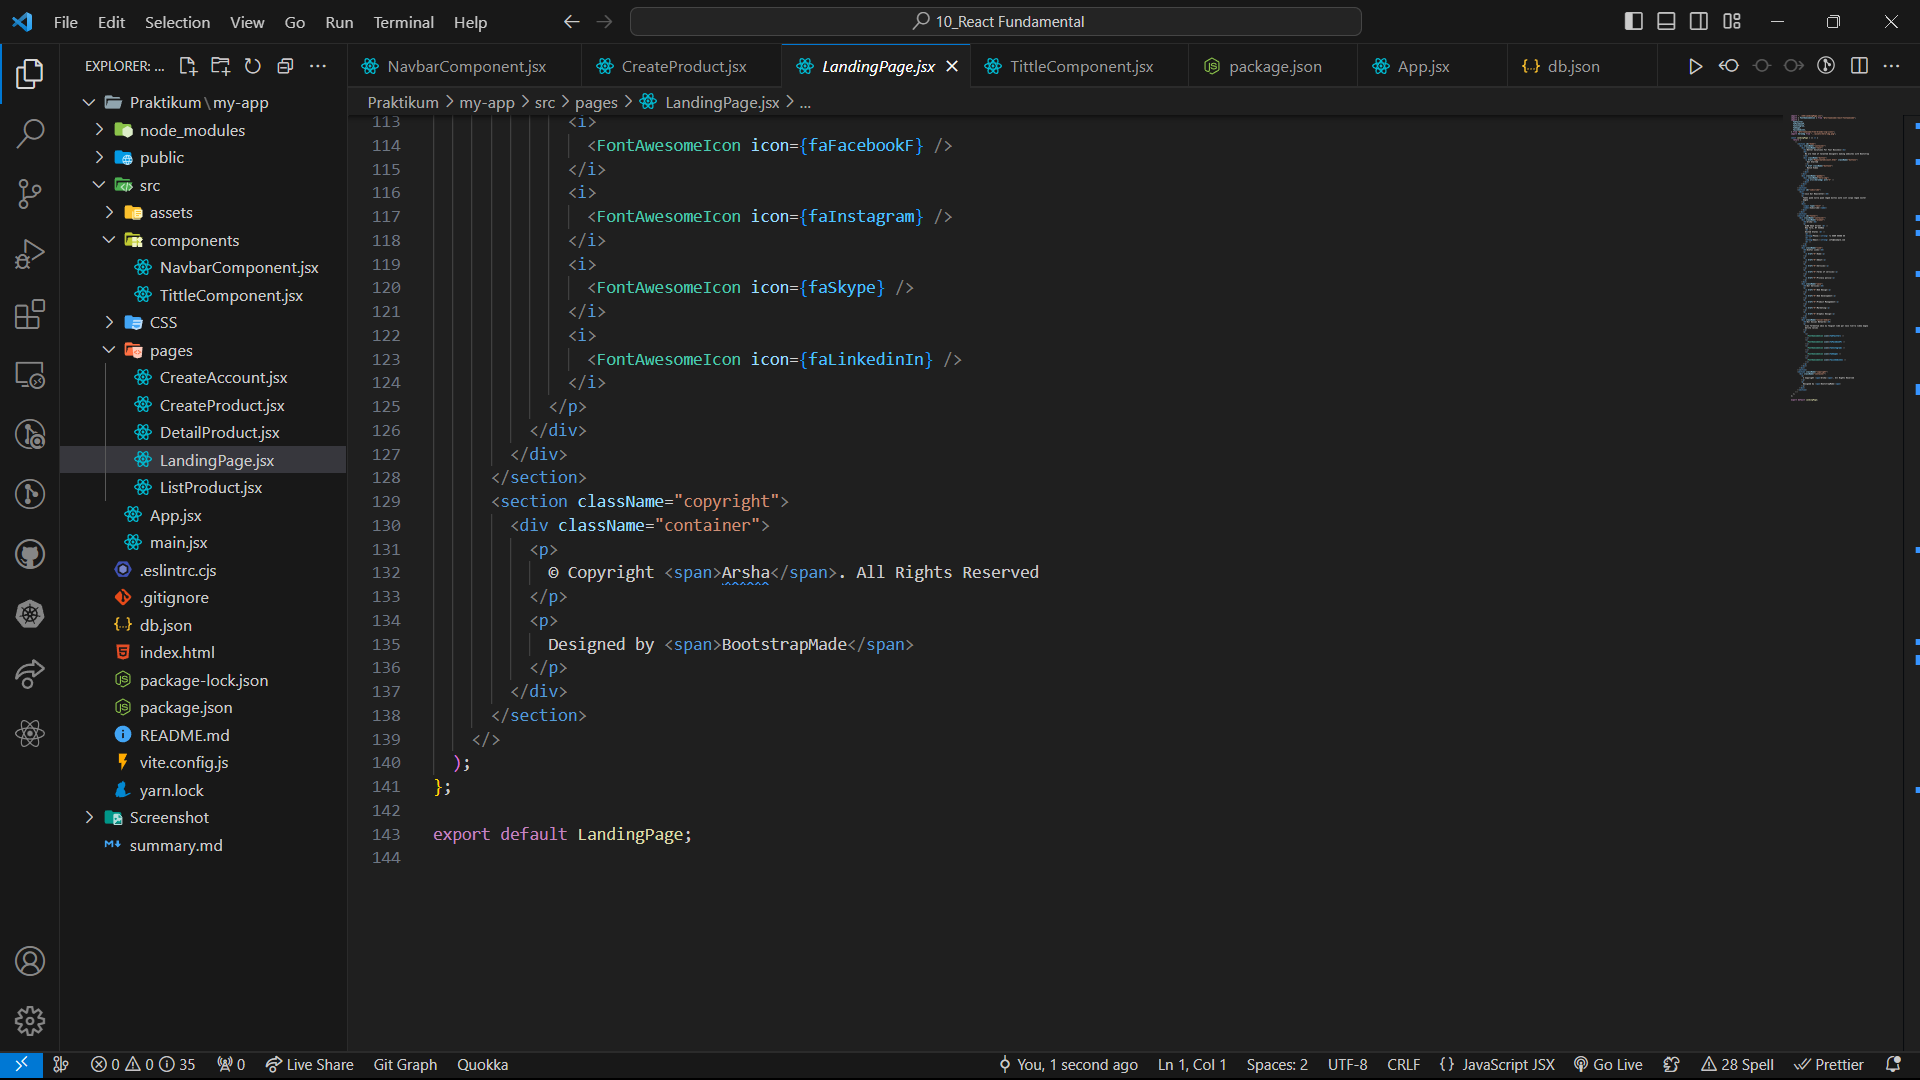 File Edit Selection View Go Run Terminal Help
10_React Fundamental
EXPLORER: ...
NavbarComponent.jsx
CreateProduct.jsx
LandingPage.jsx
TittleComponent.jsx
package.json
App.jsx
db.json
Praktikum > my-app > src > pages > LandingPage.jsx > ...
Praktikum\my-app
node_modules
public
src
assets
components
NavbarComponent.jsx
TittleComponent.jsx
CSS
pages
CreateAccount.jsx
CreateProduct.jsx
DetailProduct.jsx
LandingPage.jsx
ListProduct.jsx
App.jsx
main.jsx
.eslintrc.cjs
.gitignore
db.json
index.html
package-lock.json
package.json
README.md
vite.config.js
yarn.lock
Screenshot
summary.md
113 <i>
114 <FontAwesomeIcon icon={faFacebookF} />
115 </i>
116 <i>
117 <FontAwesomeIcon icon={faInstagram} />
118 </i>
119 <i>
120 <FontAwesomeIcon icon={faSkype} />
121 </i>
122 <i>
123 <FontAwesomeIcon icon={faLinkedinIn} />
124 </i>
125 </p>
126 </div>
127 </div>
128 </section>
129 <section className="copyright">
130 <div className="container">
131 <p>
132 © Copyright <span>Arsha</span>. All Rights Reserved
133 </p>
134 <p>
135 Designed by <span>BootstrapMade</span>
136 </p>
137 </div>
138 </section>
139 </>
140 );
141 };
142
143 export default LandingPage;
144
0 0 35 0 Live Share Git Graph Quokka
You, 1 second ago Ln 1, Col 1 Spaces: 2 UTF-8 CRLF {} JavaScript JSX Go Live 28 Spell Prettier